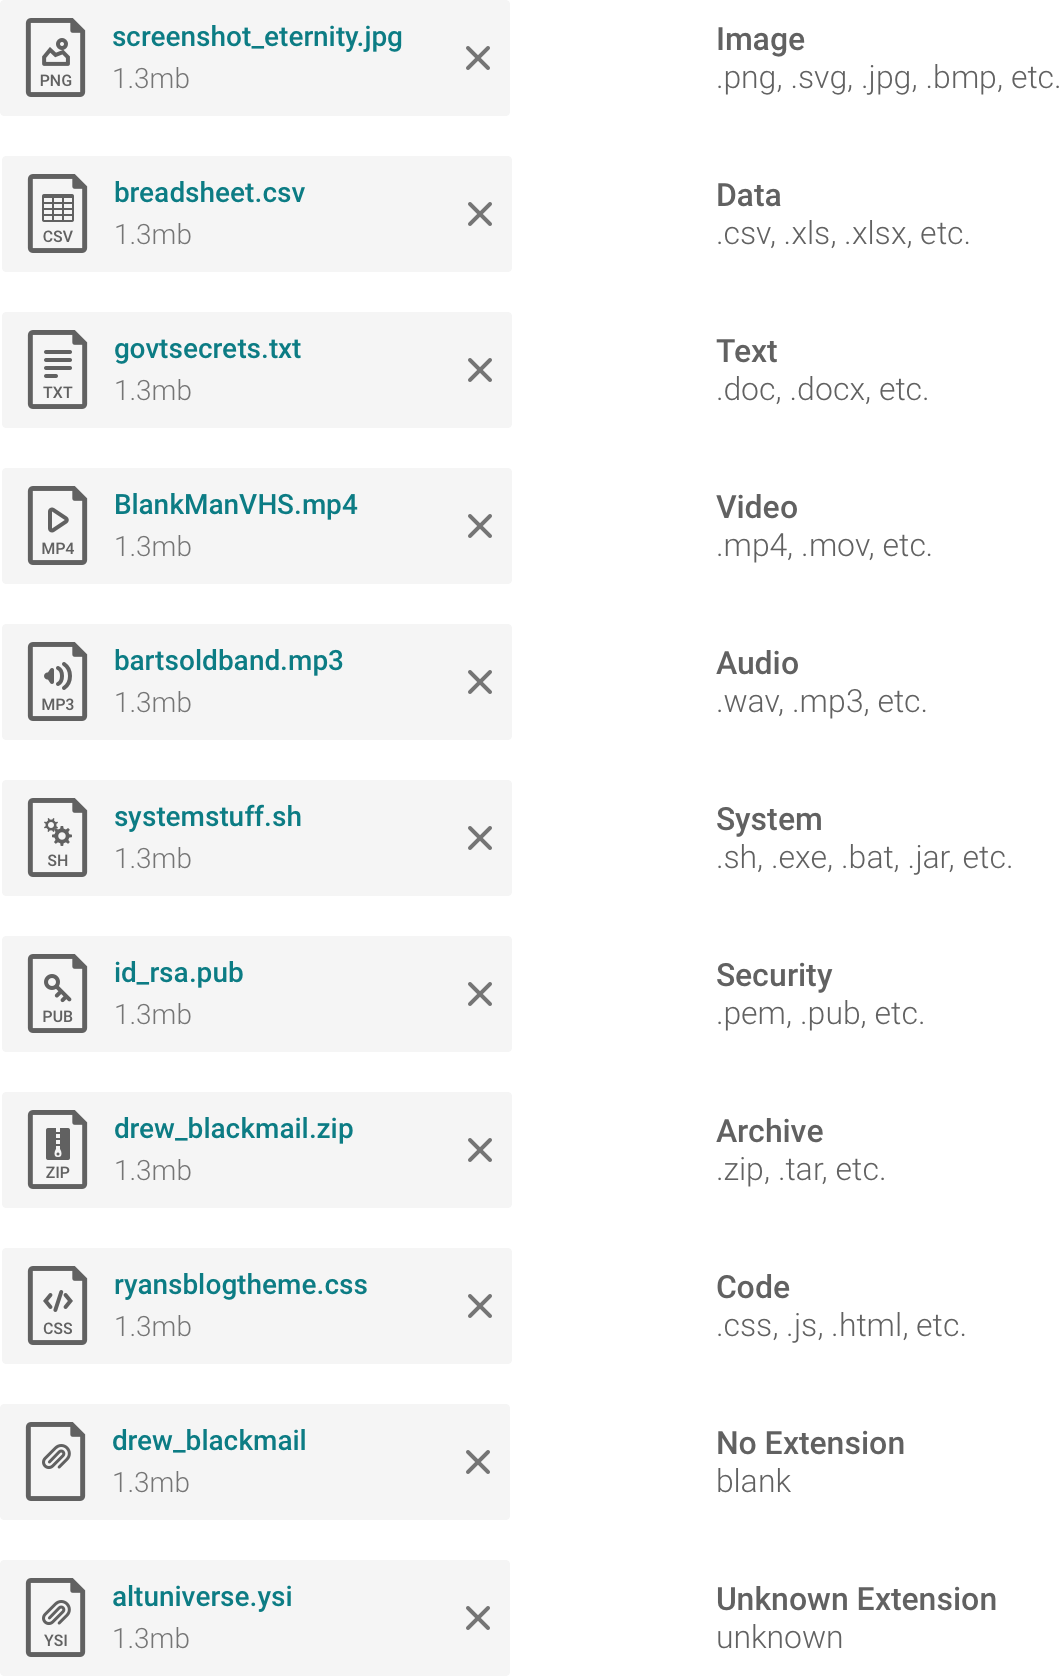 screenshot_eternity.jpg
1.3mb
PNG
Image
.png, .svg, .jpg, .bmp, etc.
breadsheet.csv
1.3mb
CSV
Data
.csv, .xls, .xlsx, etc.
govtsecrets.txt
1.3mb
TXT
Text
.doc, .docx, etc.
BlankManVHS.mp4
1.3mb
MP4
Video
.mp4, .mov, etc.
bartsoldband.mp3
1.3mb
MP3
Audio
.wav, .mp3, etc.
systemstuff.sh
1.3mb
SH
System
.sh, .exe, .bat, .jar, etc.
id_rsa.pub
1.3mb
PUB
Security
.pem, .pub, etc.
drew_blackmail.zip
1.3mb
ZIP
Archive
.zip, .tar, etc.
ryansblogtheme.css
1.3mb
CSS
Code
.css, .js, .html, etc.
drew_blackmail
1.3mb
No Extension
blank
altuniverse.ysi
1.3mb
YSI
Unknown Extension
unknown